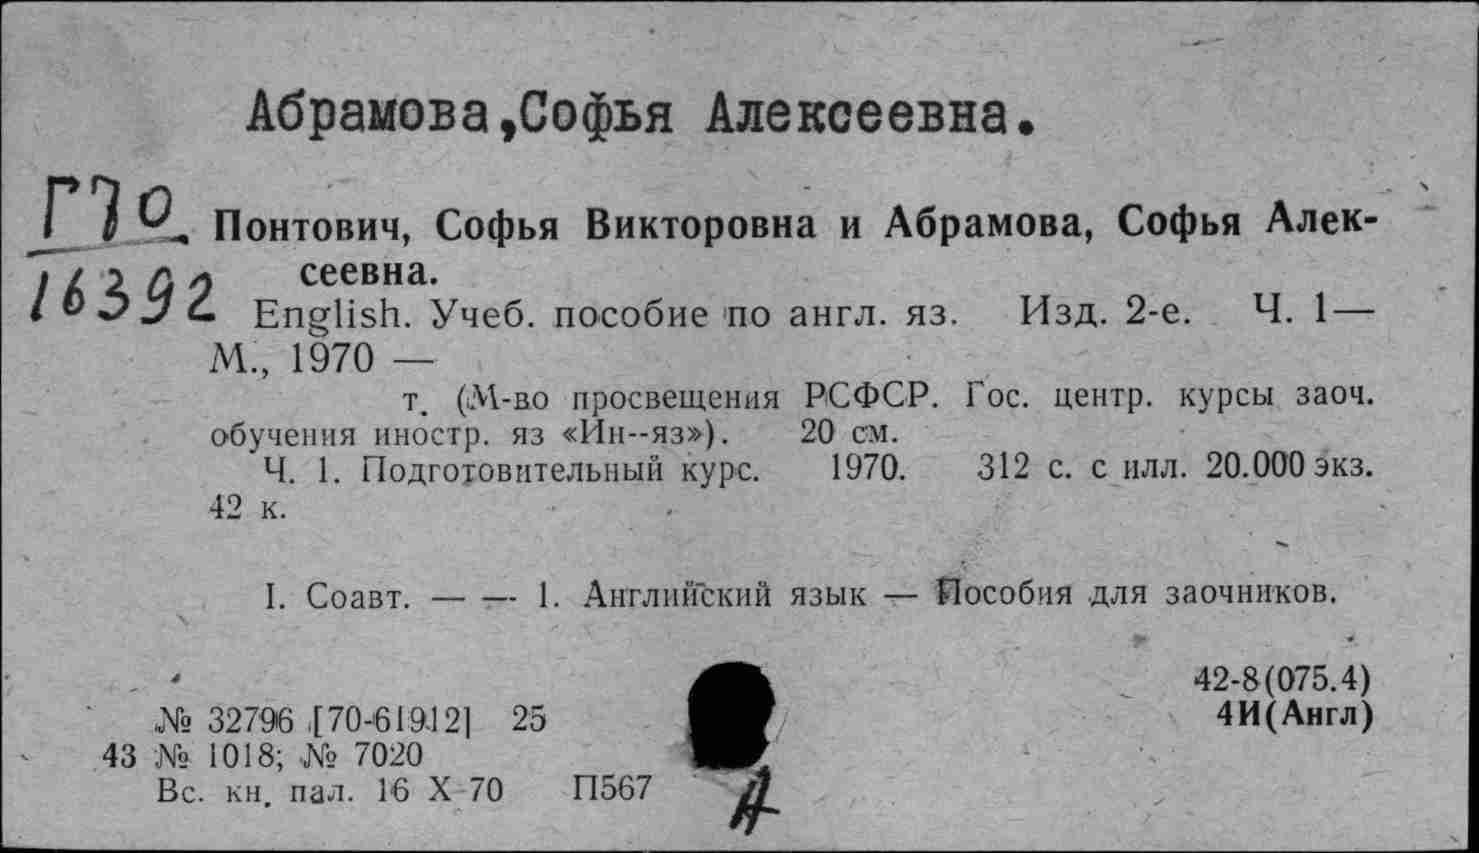 Абрамова,Софья Алексеевна.
Г70
16392
Понтович, Софья Викторовна и Абрамова, Софья Алек-
сеевна.
English. Учеб. пособие по англ. яз. Изд. 2-е. Ч. 1—
М., 1970 —
т. (М-во просвещения РСФСР. Гос. центр. курсы заоч.
обучения иностр. яз «Ин--яз»). 20 см.
Ч. 1. Подготовительный курс. 1970. 312 с. с илл. 20.000 экз.
42 к.
I. Соавт. — — 1. Английский язык — Пособия для заочников.
42-8(075.4)
4И(Англ)
№ 32796 [70-61912] 25
43 № 1018; № 7020
Вс. кн. пал. 16 X 70 П567